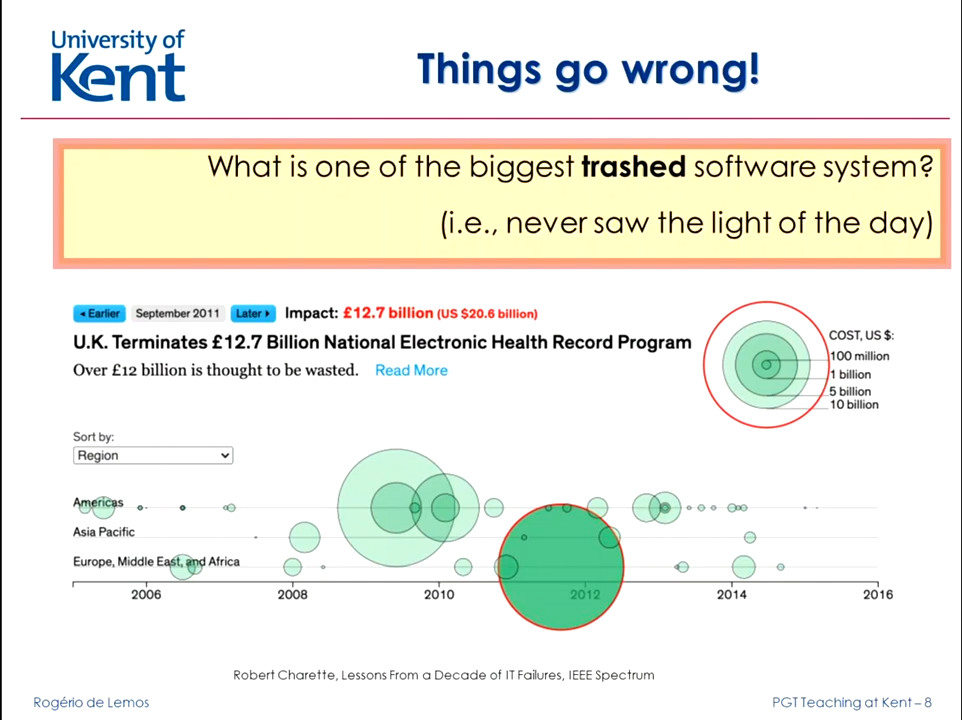 University of
Kent
Things go wrong!
What is one of the biggest trashed software system?
(i.e., never saw the light of the day)
◂ Earlier September 2011 Later ▸ Impact: £12.7 billion (US $20.6 billion)
U.K. Terminates £12.7 Billion National Electronic Health Record Program
Over £12 billion is thought to be wasted. Read More
COST, US $:
100 million
1 billion
5 billion
10 billion
Sort by:
Region
Americas
Asia Pacific
Europe, Middle East, and Africa
2006 2008 2010 2012 2014 2016
Robert Charette, Lessons From a Decade of IT Failures, IEEE Spectrum
Rogério de Lemos PGT Teaching at Kent – 8